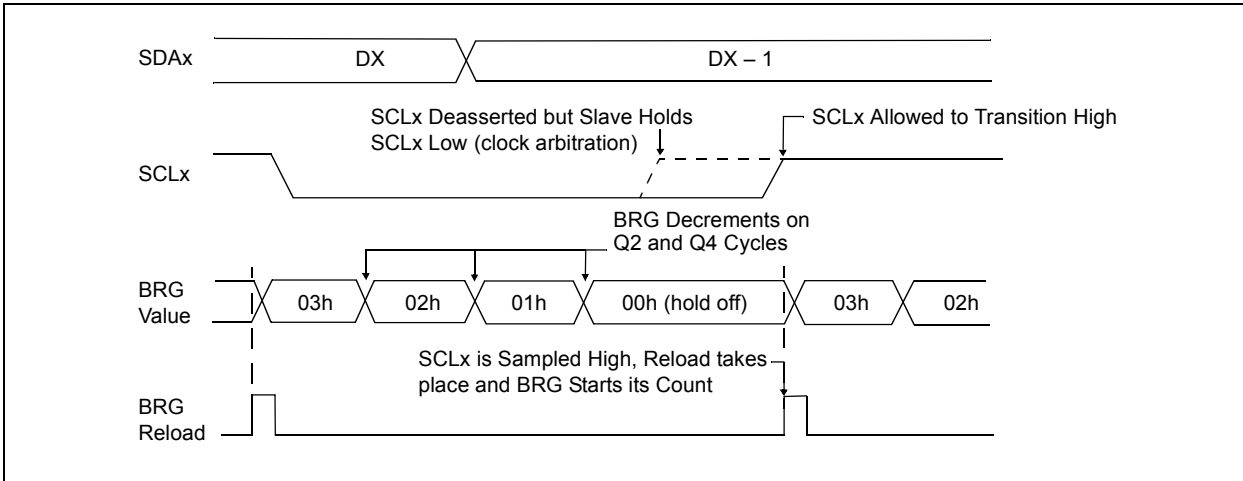 SDAx
DX
DX – 1
SCLx Deasserted but Slave Holds
SCLx Low (clock arbitration)
SCLx Allowed to Transition High
SCLx
BRG Decrements on
Q2 and Q4 Cycles
BRG
Value
03h
02h
01h
00h (hold off)
03h
02h
SCLx is Sampled High, Reload takes
place and BRG Starts its Count
BRG
Reload